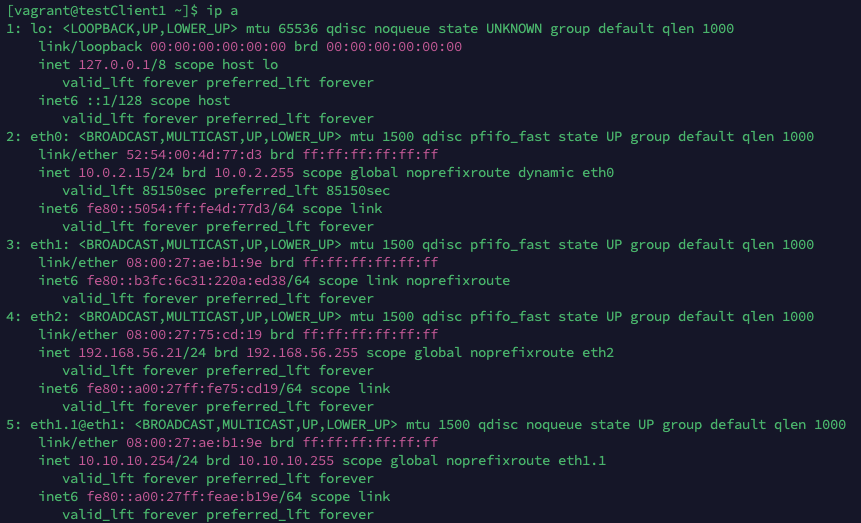 [vagrant@testClient1 ~]$ ip a
1: lo: <LOOPBACK,UP,LOWER_UP> mtu 65536 qdisc noqueue state UNKNOWN group default qlen 1000
    link/loopback 00:00:00:00:00:00 brd 00:00:00:00:00:00
    inet 127.0.0.1/8 scope host lo
       valid_lft forever preferred_lft forever
    inet6 ::1/128 scope host
       valid_lft forever preferred_lft forever
2: eth0: <BROADCAST,MULTICAST,UP,LOWER_UP> mtu 1500 qdisc pfifo_fast state UP group default qlen 1000
    link/ether 52:54:00:4d:77:d3 brd ff:ff:ff:ff:ff:ff
    inet 10.0.2.15/24 brd 10.0.2.255 scope global noprefixroute dynamic eth0
       valid_lft 85150sec preferred_lft 85150sec
    inet6 fe80::5054:ff:fe4d:77d3/64 scope link
       valid_lft forever preferred_lft forever
3: eth1: <BROADCAST,MULTICAST,UP,LOWER_UP> mtu 1500 qdisc pfifo_fast state UP group default qlen 1000
    link/ether 08:00:27:ae:b1:9e brd ff:ff:ff:ff:ff:ff
    inet6 fe80::b3fc:6c31:220a:ed38/64 scope link noprefixroute
       valid_lft forever preferred_lft forever
4: eth2: <BROADCAST,MULTICAST,UP,LOWER_UP> mtu 1500 qdisc pfifo_fast state UP group default qlen 1000
    link/ether 08:00:27:75:cd:19 brd ff:ff:ff:ff:ff:ff
    inet 192.168.56.21/24 brd 192.168.56.255 scope global noprefixroute eth2
       valid_lft forever preferred_lft forever
    inet6 fe80::a00:27ff:fe75:cd19/64 scope link
       valid_lft forever preferred_lft forever
5: eth1.1@eth1: <BROADCAST,MULTICAST,UP,LOWER_UP> mtu 1500 qdisc noqueue state UP group default qlen 1000
    link/ether 08:00:27:ae:b1:9e brd ff:ff:ff:ff:ff:ff
    inet 10.10.10.254/24 brd 10.10.10.255 scope global noprefixroute eth1.1
       valid_lft forever preferred_lft forever
    inet6 fe80::a00:27ff:feae:b19e/64 scope link
       valid_lft forever preferred_lft forever